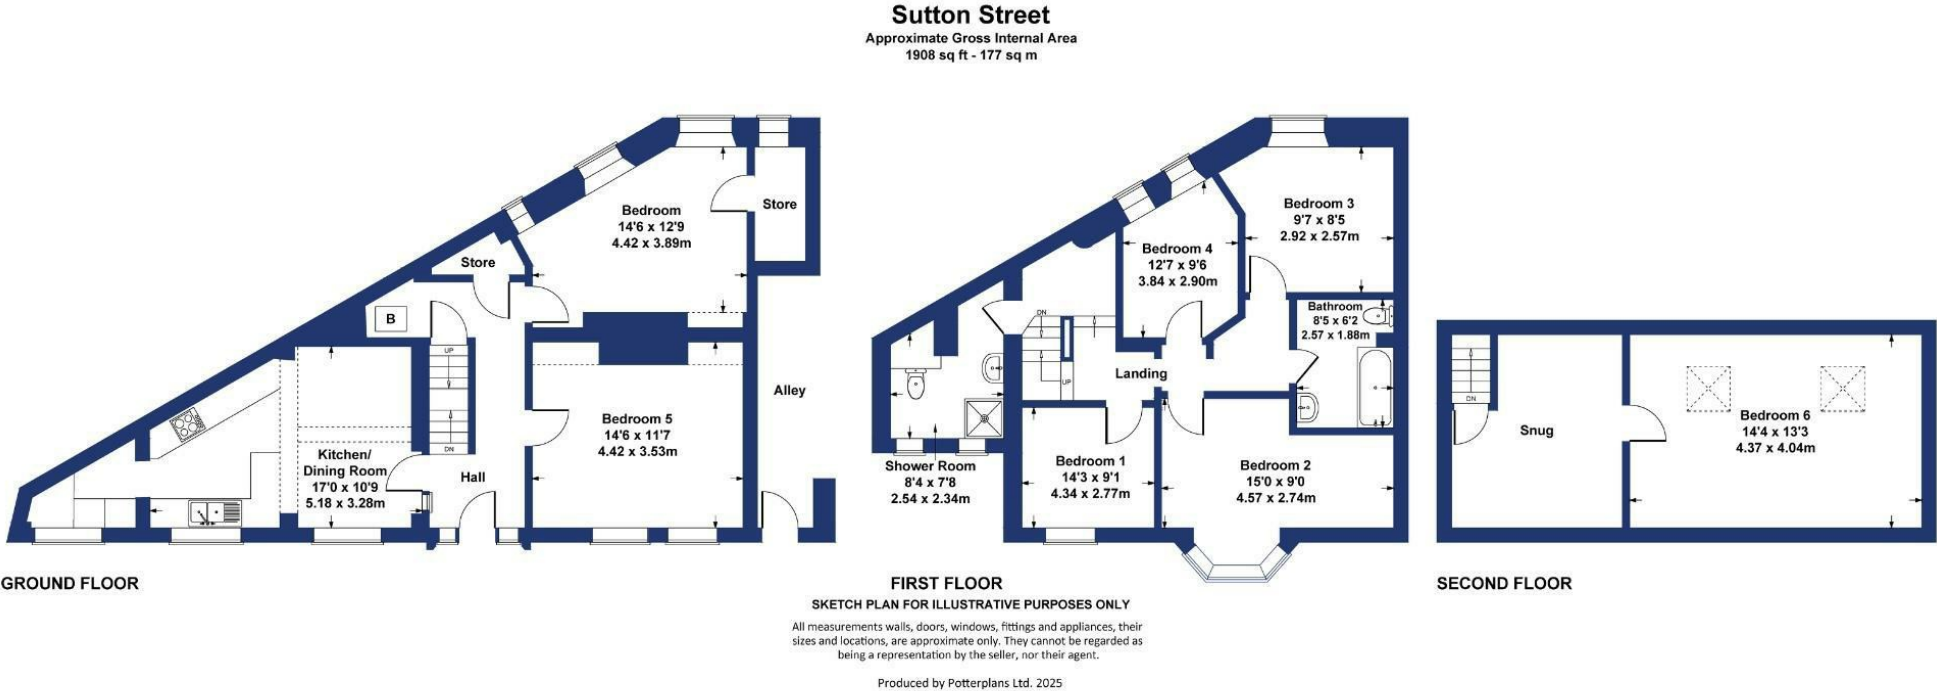 Sutton Street
Approximate Gross Internal Area
1908 sq ft - 177 sq m
Bedroom
14'6 x 12'9
4.42 x 3.89m
Store
Store
B
UP
DN
Kitchen/
Dining Room
17'0 x 10'9
5.18 x 3.28m
Hall
Bedroom 5
14'6 x 11'7
4.42 x 3.53m
Alley
GROUND FLOOR
Bedroom 3
9'7 x 8'5
2.92 x 2.57m
Bedroom 4
12'7 x 9'6
3.84 x 2.90m
Bathroom
8'5 x 6'2
2.57 x 1.88m
DN
UP
Landing
Shower Room
8'4 x 7'8
2.54 x 2.34m
Bedroom 1
14'3 x 9'1
4.34 x 2.77m
Bedroom 2
15'0 x 9'0
4.57 x 2.74m
FIRST FLOOR
DN
Snug
Bedroom 6
14'4 x 13'3
4.37 x 4.04m
SECOND FLOOR
SKETCH PLAN FOR ILLUSTRATIVE PURPOSES ONLY
All measurements walls, doors, windows, fittings and appliances, their
sizes and locations, are approximate only. They cannot be regarded as
being a representation by the seller, nor their agent.
Produced by Potterplans Ltd. 2025